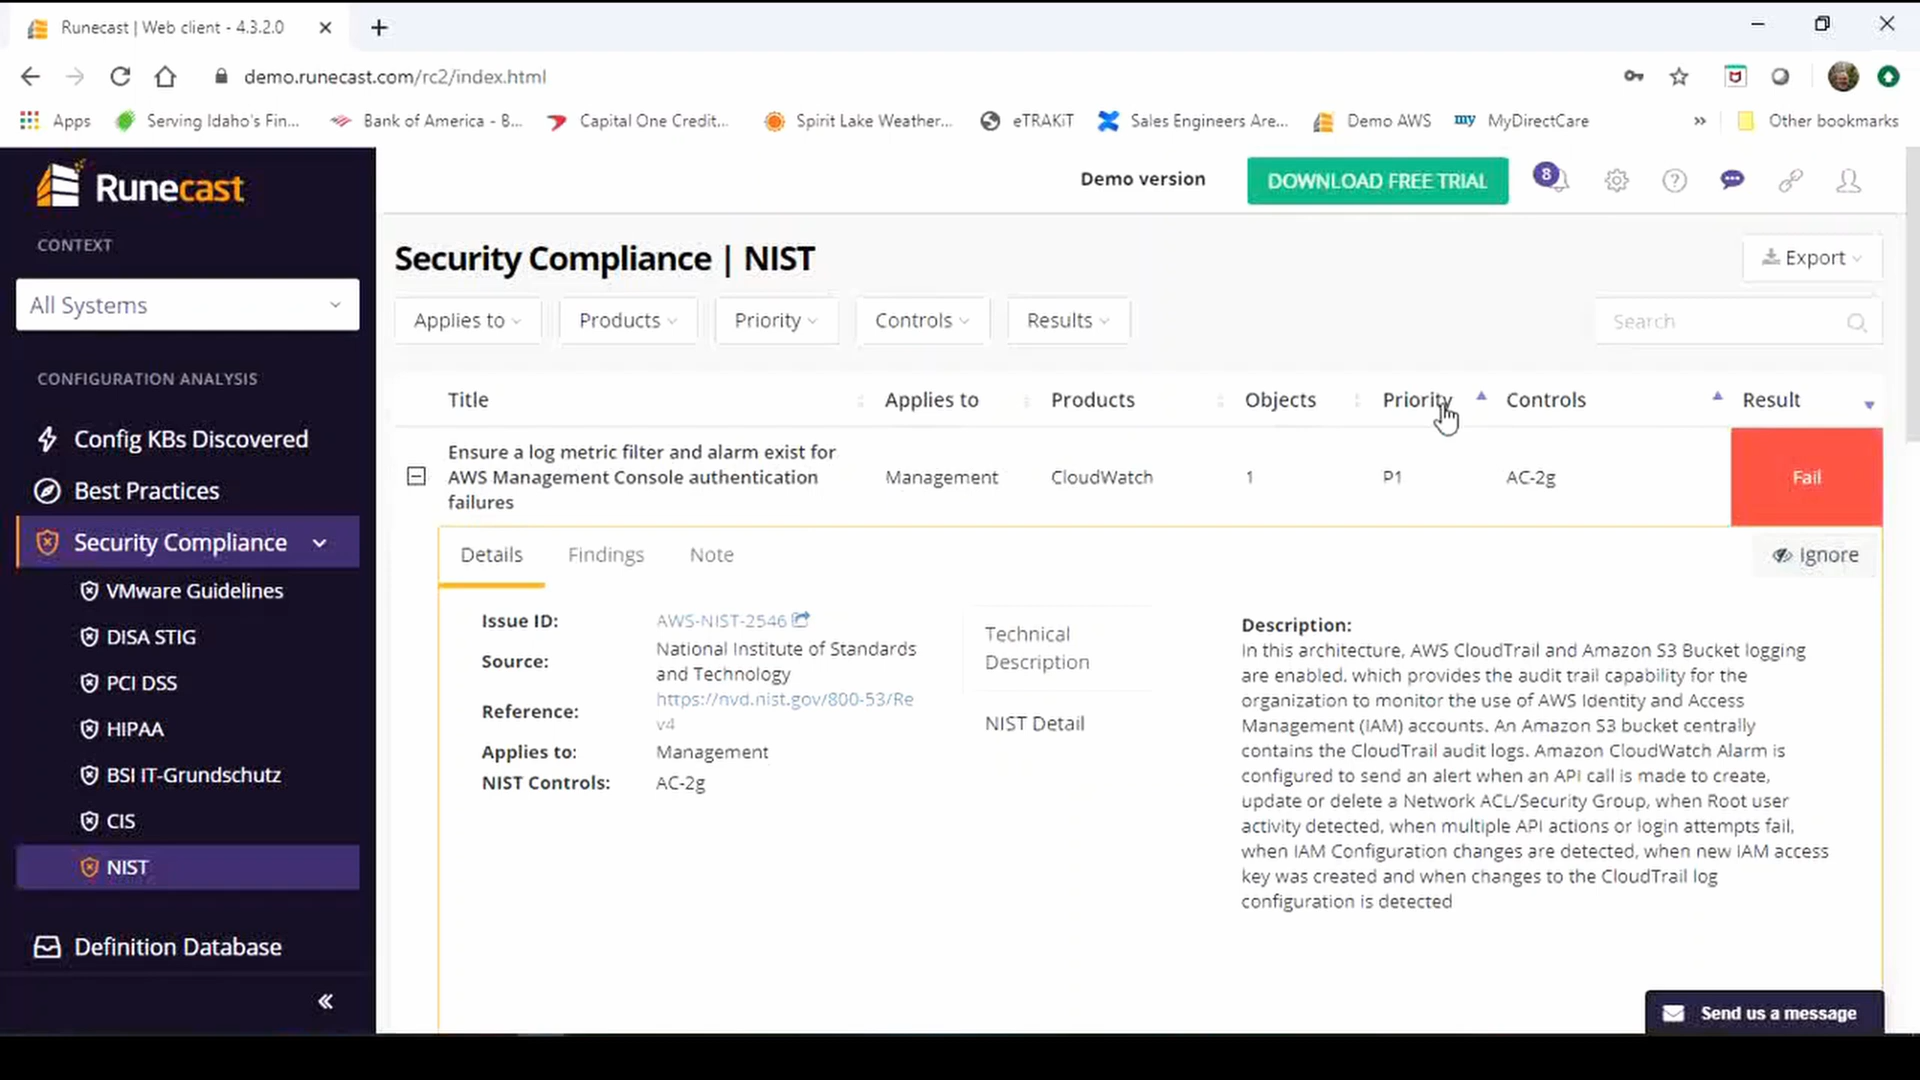 Runecast | Web client - 4.3.2.0
demo.runecast.com/rc2/index.html
Apps
Serving Idaho's Fin...
Bank of America - B...
Capital One Credit...
Spirit Lake Weather...
eTRAKiT
Sales Engineers Are...
Demo AWS
my MyDirectCare
»
Other bookmarks
Runecast
Demo version
DOWNLOAD FREE TRIAL
8
CONTEXT
All Systems
CONFIGURATION ANALYSIS
Config KBs Discovered
Best Practices
Security Compliance
VMware Guidelines
DISA STIG
PCI DSS
HIPAA
BSI IT-Grundschutz
CIS
NIST
Definition Database
«
Security Compliance | NIST
Export
Applies to
Products
Priority
Controls
Results
Search
Title
Applies to
Products
Objects
Priority
Controls
Result
Ensure a log metric filter and alarm exist for
AWS Management Console authentication
failures
Management
CloudWatch
1
P1
AC-2g
Fail
Details
Findings
Note
Ignore
Issue ID:
AWS-NIST-2546
Source:
National Institute of Standards
and Technology
Reference:
https://nvd.nist.gov/800-53/Re
v4
Applies to:
Management
NIST Controls:
AC-2g
Technical
Description
NIST Detail
Description:
In this architecture, AWS CloudTrail and Amazon S3 Bucket logging
are enabled, which provides the audit trail capability for the
organization to monitor the use of AWS Identity and Access
Management (IAM) accounts. An Amazon S3 bucket centrally
contains the CloudTrail audit logs. Amazon CloudWatch Alarm is
configured to send an alert when an API call is made to create,
update or delete a Network ACL/Security Group, when Root user
activity detected, when multiple API actions or login attempts fail,
when IAM Configuration changes are detected, when new IAM access
key was created and when changes to the CloudTrail log
configuration is detected
Send us a message